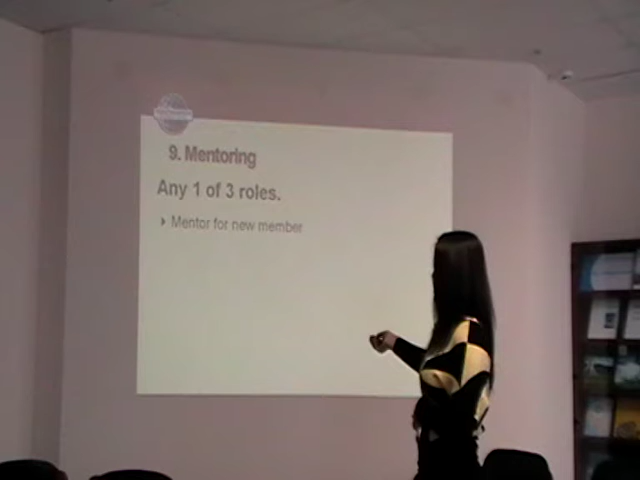 9. Mentoring
Any 1 of 3 roles.
Mentor for new member